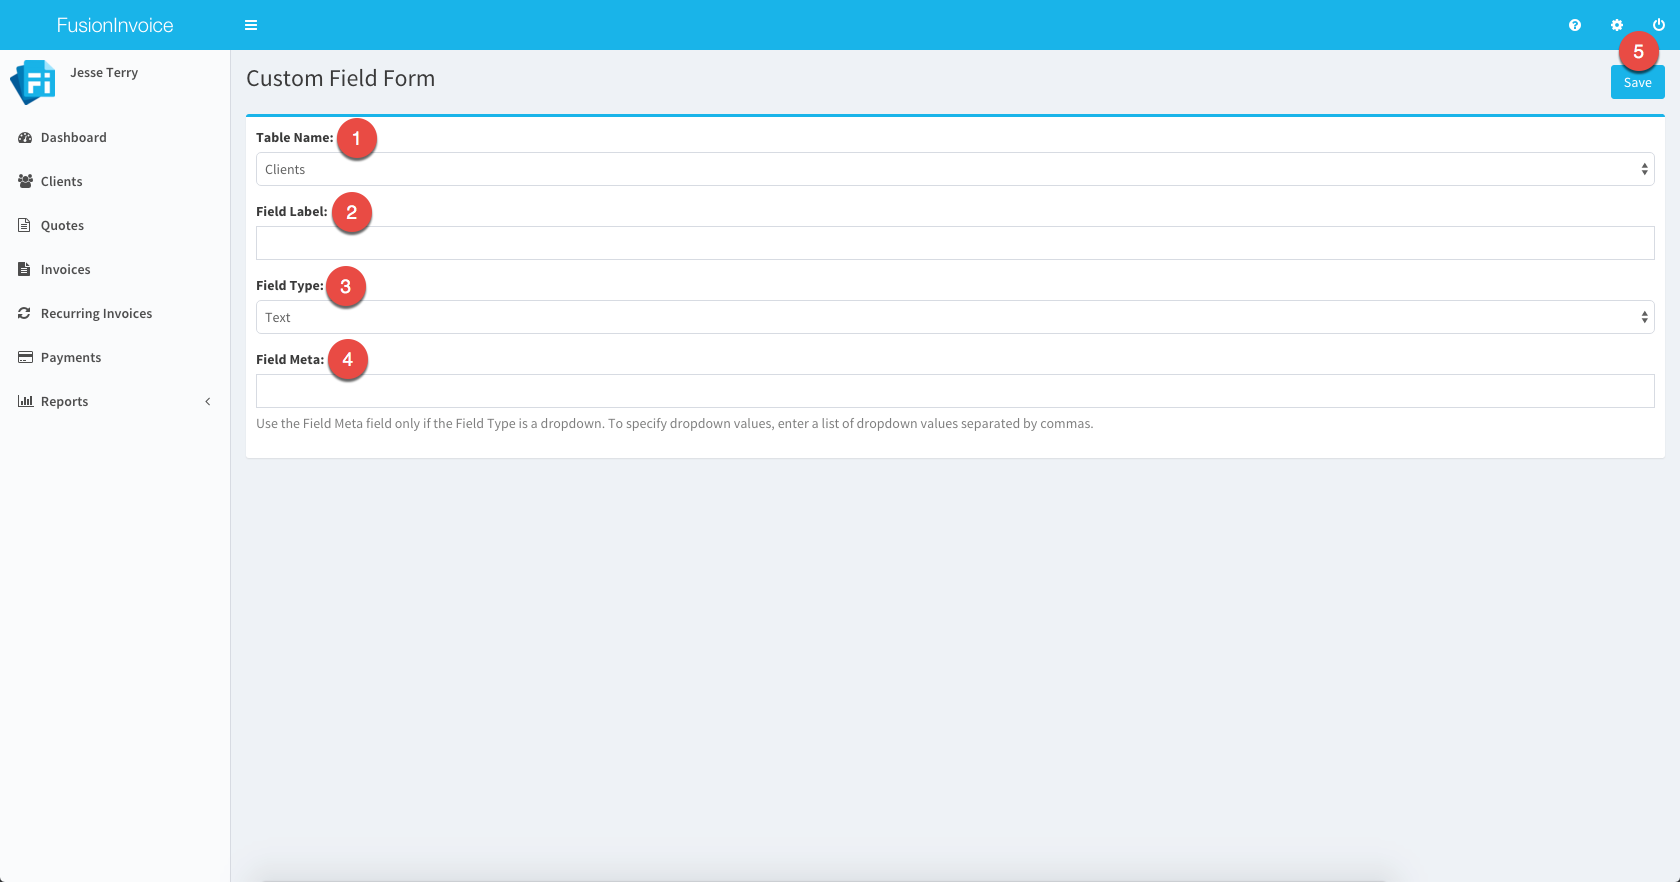 FusionInvoice
Jesse Terry
Dashboard
Clients
Quotes
Invoices
Recurring Invoices
Payments
Reports
Custom Field Form
5
Save
Table Name: 1
Clients
Field Label: 2
Field Type: 3
Text
Field Meta: 4
Use the Field Meta field only if the Field Type is a dropdown. To specify dropdown values, enter a list of dropdown values separated by commas.